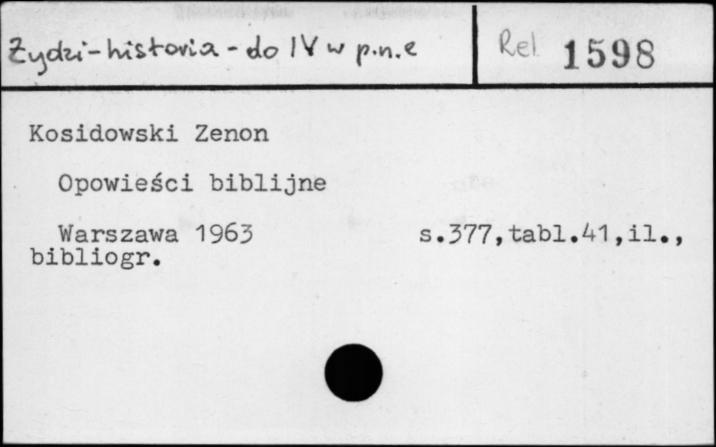 Żydzi-historia-do IV w p.n.e
Rel 1598
Kosidowski Zenon
Opowieści biblijne
Warszawa 1963 s.377,tabl.41,il.,
bibliogr.